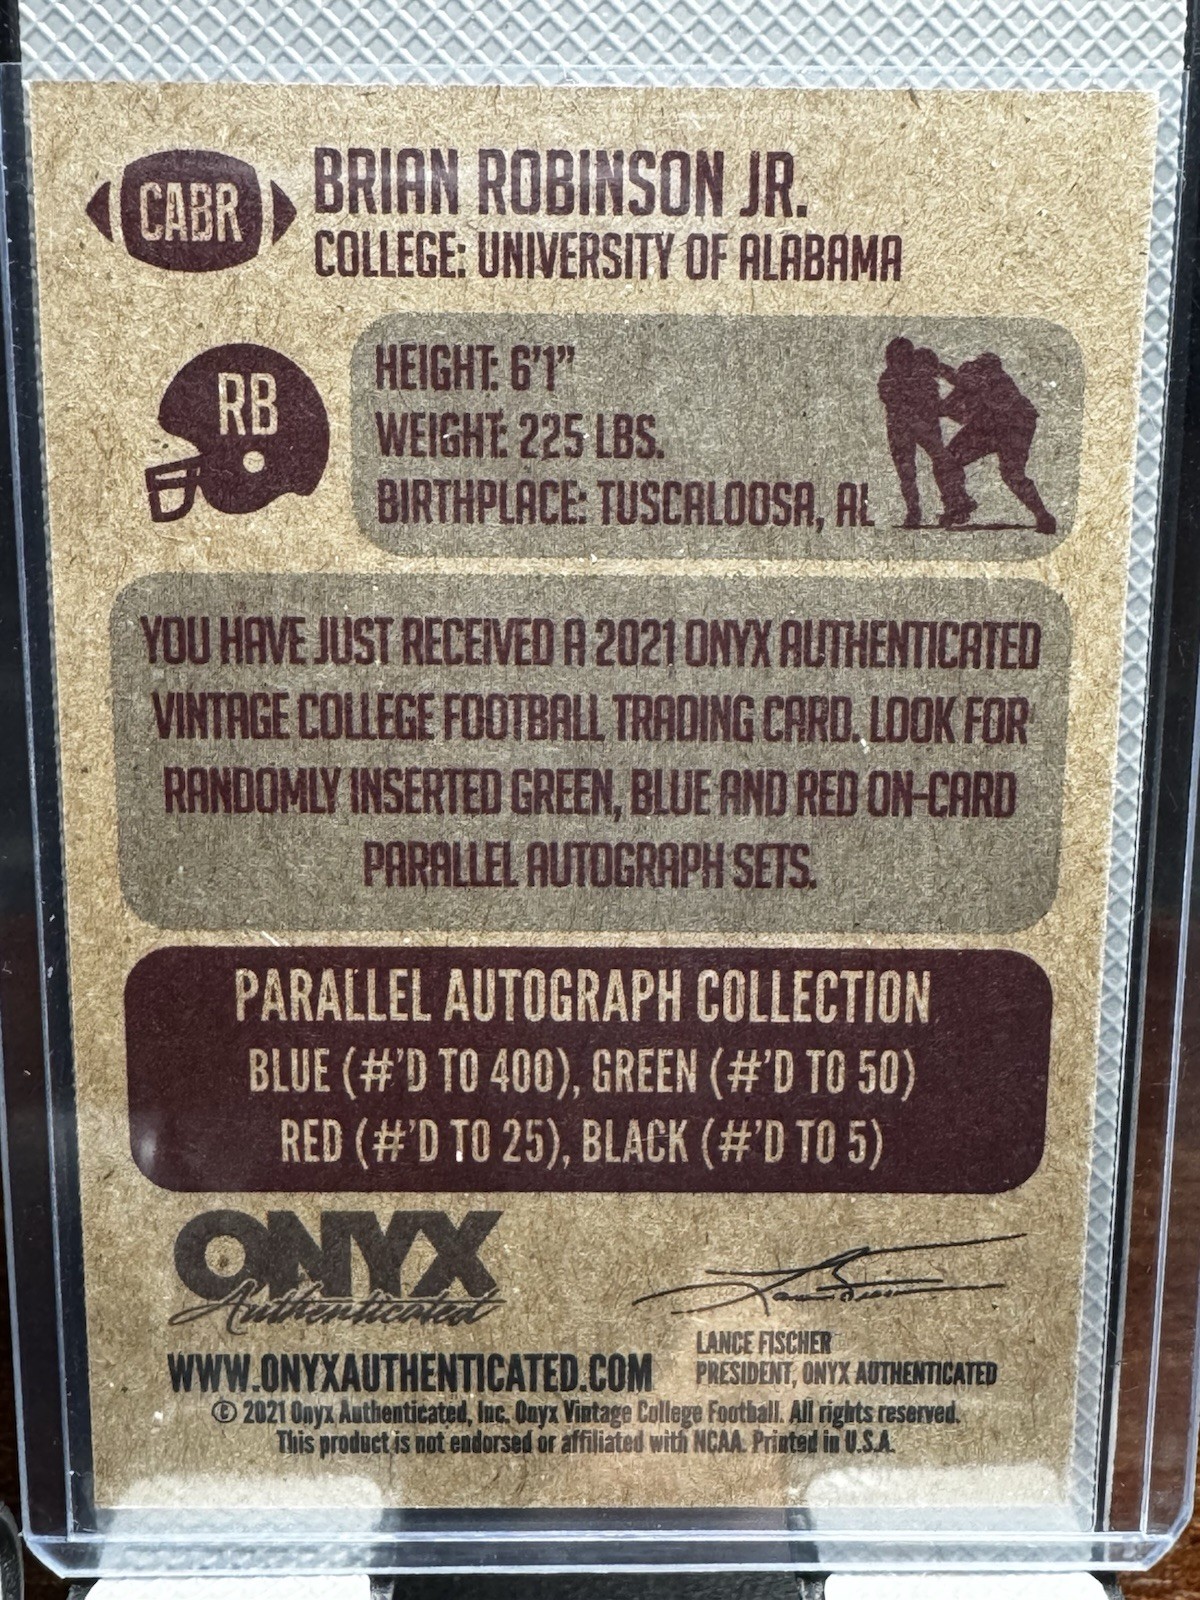 CABR
BRIAN ROBINSON JR.
COLLEGE: UNIVERSITY OF ALABAMA
RB
HEIGHT: 6'1"
WEIGHT: 225 LBS.
BIRTHPLACE: TUSCALOOSA, AL
YOU HAVE JUST RECEIVED A 2021 ONYX AUTHENTICATED
VINTAGE COLLEGE FOOTBALL TRADING CARD. LOOK FOR
RANDOMLY INSERTED GREEN, BLUE AND RED ON-CARD
PARALLEL AUTOGRAPH SETS.
PARALLEL AUTOGRAPH COLLECTION
BLUE (#'D TO 400), GREEN (#'D TO 50)
RED (#'D TO 25), BLACK (#'D TO 5)
ONYX
Authenticated
WWW.ONYXAUTHENTICATED.COM
LANCE FISCHER
PRESIDENT, ONYX AUTHENTICATED
© 2021 Onyx Authenticated, Inc. Onyx Vintage College Football. All rights reserved.
This product is not endorsed or affiliated with NCAA. Printed in U.S.A.